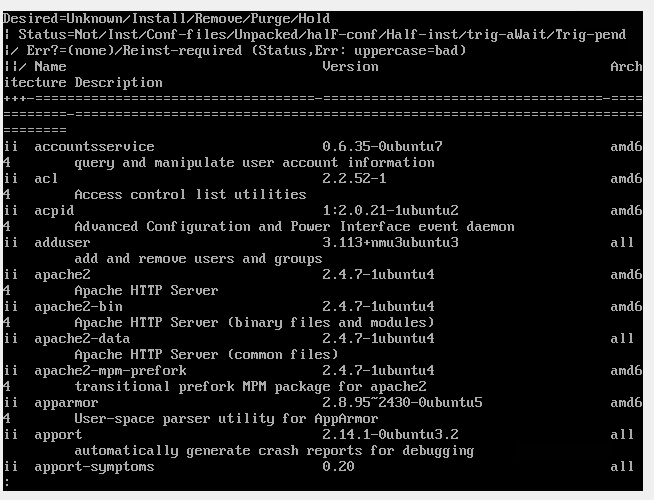 Desired=Unknown/Install/Remove/Purge/Hold
| Status=Not/Inst/Conf-files/Unpacked/halF-conf/Half-inst/trig-aWait/Trig-pend
|/ Err?=(none)/Reinst-required (Status,Err: uppercase=bad)
||/ Name                                Version                             Arch
itecture Description
+++-===================================-===================================-====
========-=======================================================================
========
ii  accountsservice                     0.6.35-0ubuntu7                     amd6
4        query and manipulate user account information
ii  acl                                 2.2.52-1                            amd6
4        Access control list utilities
ii  acpid                               1:2.0.21-1ubuntu2                   amd6
4        Advanced Configuration and Power Interface event daemon
ii  adduser                             3.113+nmu3ubuntu3                   all
         add and remove users and groups
ii  apache2                             2.4.7-1ubuntu4                      amd6
4        Apache HTTP Server
ii  apache2-bin                         2.4.7-1ubuntu4                      amd6
4        Apache HTTP Server (binary files and modules)
ii  apache2-data                        2.4.7-1ubuntu4                      all
         Apache HTTP Server (common files)
ii  apache2-mpm-prefork                 2.4.7-1ubuntu4                      amd6
4        transitional prefork MPM package for apache2
ii  apparmor                            2.8.95~2430-0ubuntu5                amd6
4        User-space parser utility for AppArmor
ii  apport                              2.14.1-0ubuntu3.2                   all
         automatically generate crash reports for debugging
ii  apport-symptoms                     0.20                                all
: